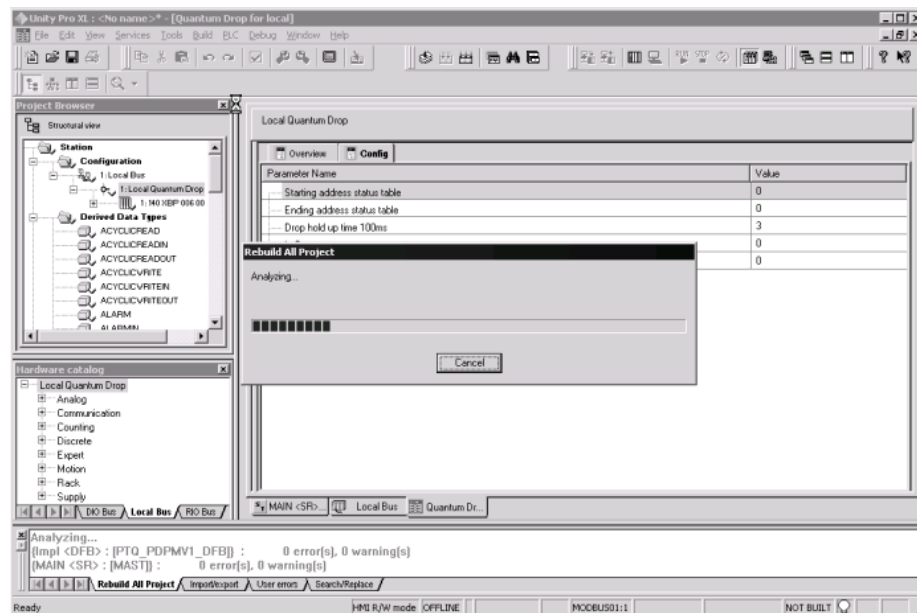 Unity Pro XL : <No name>* - [Quantum Drop for local]
File Edit View Services Tools Build PLC Debug Window Help
Project Browser
Structural view
Station
Configuration
1: Local Bus
1: Local Quantum Drop
1: 140 XBP 006 00
Derived Data Types
ACYCLICREAD
ACYCLICREADIN
ACYCLICREADOUT
ACYCLICWRITE
ACYCLICWRITEIN
ACYCLICWRITEOUT
ALARM
ALARMIN
Hardware catalog
Local Quantum Drop
Analog
Communication
Counting
Discrete
Expert
Motion
Rack
Supply
DIO Bus Local Bus RIO Bus
Local Quantum Drop
Overview Config
Parameter Name Value
Starting address status table 0
Ending address status table 0
Drop hold up time 100ms 3
0
0
Rebuild All Project
Analyzing...
Cancel
MAIN <SR>... Local Bus Quantum Dr...
Analyzing...
{Impl <DFB> : [PTQ_PDPMV1_DFB]} : 0 error(s), 0 warning(s)
{MAIN <SR> : [MAST]} : 0 error(s), 0 warning(s)
Rebuild All Project Import/export User errors Search/Replace
Ready HMI R/W mode OFFLINE MODBUS01:1 NOT BUILT